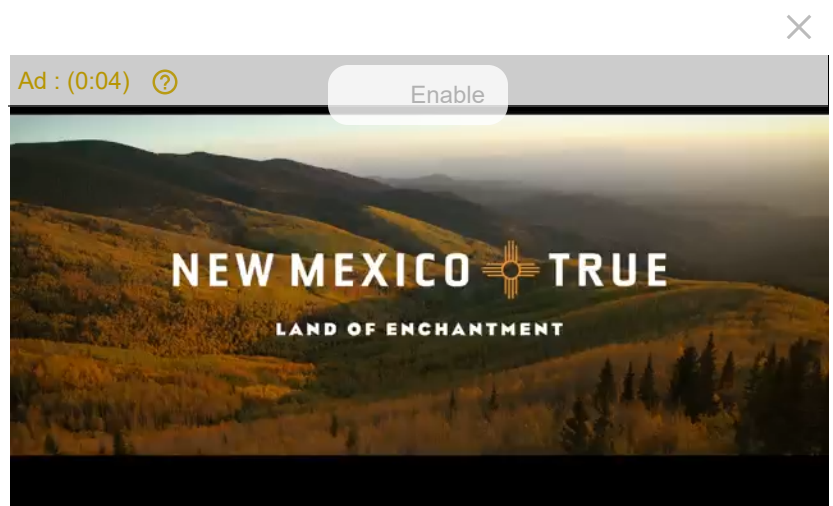 Ad : (0:04)
Enable
NEW MEXICO TRUE
LAND OF ENCHANTMENT